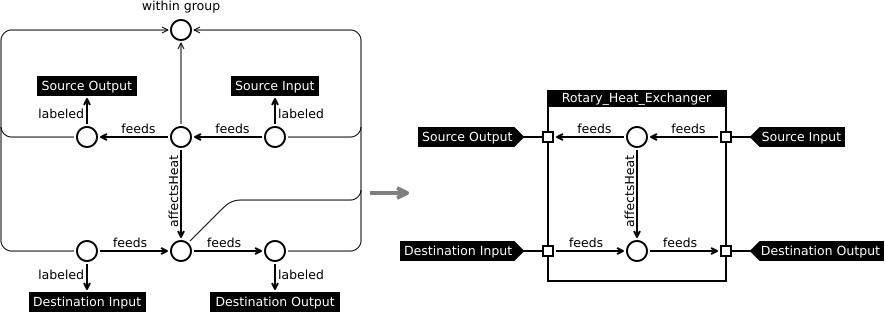 within group
Source Output
Source Input
labeled
labeled
feeds
feeds
affectsHeat
feeds
feeds
labeled
labeled
Destination Input
Destination Output
Rotary_Heat_Exchanger
Source Output
feeds
feeds
Source Input
affectsHeat
Destination Input
feeds
feeds
Destination Output